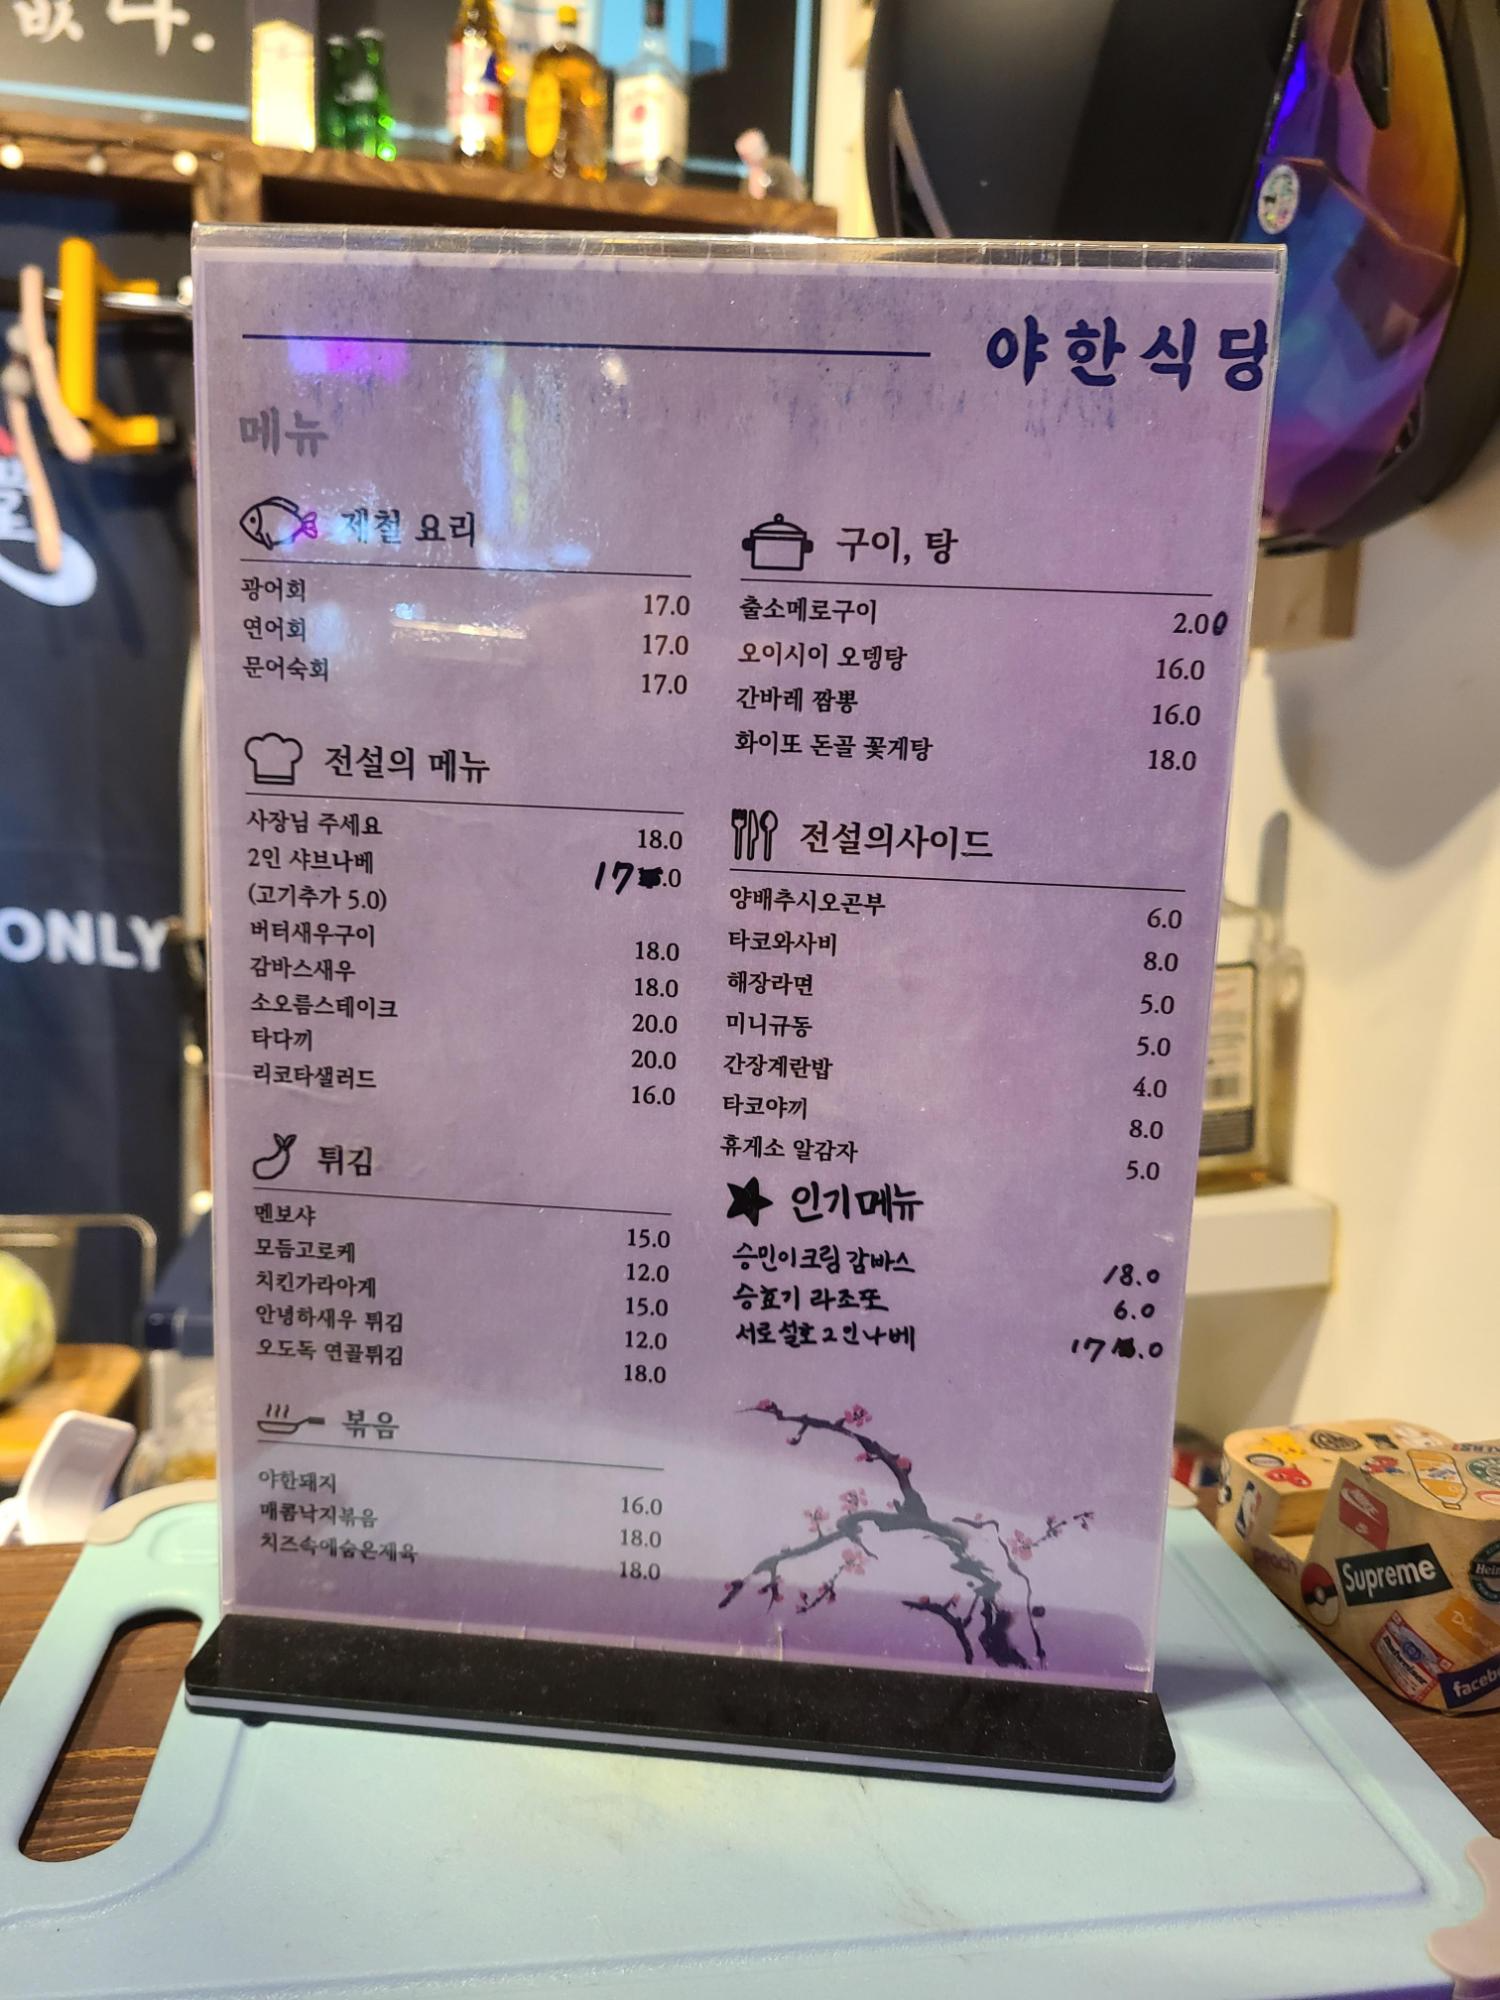 없다.
ONLY
야한식당
메뉴
제철 요리
광어회 17.0
연어회 17.0
문어숙회 17.0
전설의 메뉴
사장님 주세요 18.0
2인 샤브나베 17.0
(고기추가 5.0)
버터새우구이 18.0
감바스새우 18.0
소오름스테이크 20.0
타다끼 20.0
리코타샐러드 16.0
튀김
멘보샤 15.0
모듬고로케 12.0
치킨가라아게 15.0
안녕하새우 튀김 12.0
오도독 연골튀김 18.0
볶음
야한돼지 16.0
매콤낙지볶음 18.0
치즈속에숨은제육 18.0
구이, 탕
출소메로구이 2.00
오이시이 오뎅탕 16.0
간바레 짬뽕 16.0
화이또 돈골 꽃게탕 18.0
전설의사이드
양배추시오곤부 6.0
타코와사비 8.0
해장라면 5.0
미니규동 5.0
간장계란밥 4.0
타코야끼 8.0
휴게소 알감자 5.0
인기메뉴
승민이크림감바스 18.0
승효기 라조또 6.0
서로설호2인나베 17.0
Supreme